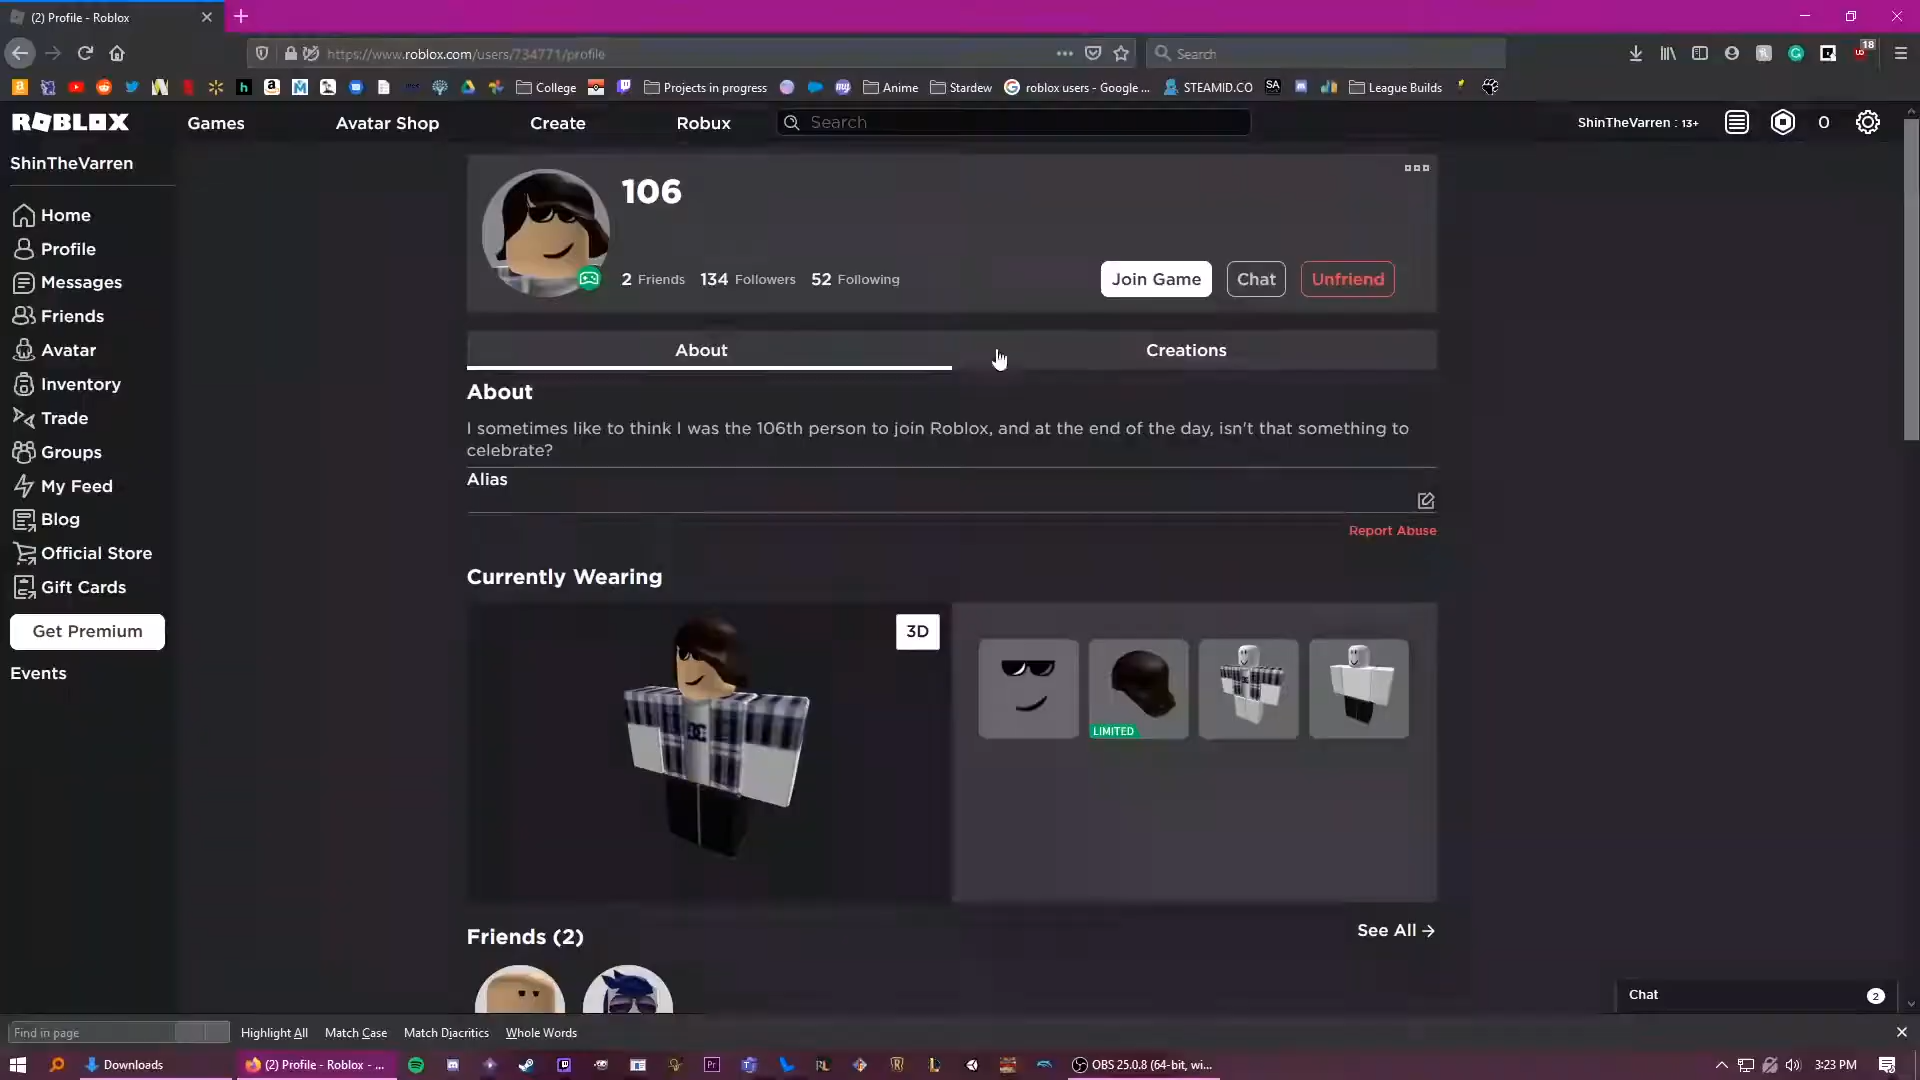 (2) Profile - Roblox
https://www.roblox.com/users/734771/profile
Search
18
College
Projects in progress
Anime
Stardew
roblox users - Google ...
STEAMID.CO
SA
League Builds
ROBLOX
Games
Avatar Shop
Create
Robux
Search
ShinTheVarren : 13+
0
ShinTheVarren
Home
Profile
Messages
Friends
Avatar
Inventory
Trade
Groups
My Feed
Blog
Official Store
Gift Cards
Get Premium
Events
106
2 Friends 134 Followers 52 Following
Join Game
Chat
Unfriend
About
Creations
About
I sometimes like to think I was the 106th person to join Roblox, and at the end of the day, isn't that something to
celebrate?
Alias
Report Abuse
Currently Wearing
3D
LIMITED
Friends (2)
See All
Chat
2
Find in page
Highlight All
Match Case
Match Diacritics
Whole Words
Downloads
(2) Profile - Roblox - ...
Pr
OBS 25.0.8 (64-bit, wi...
3:23 PM